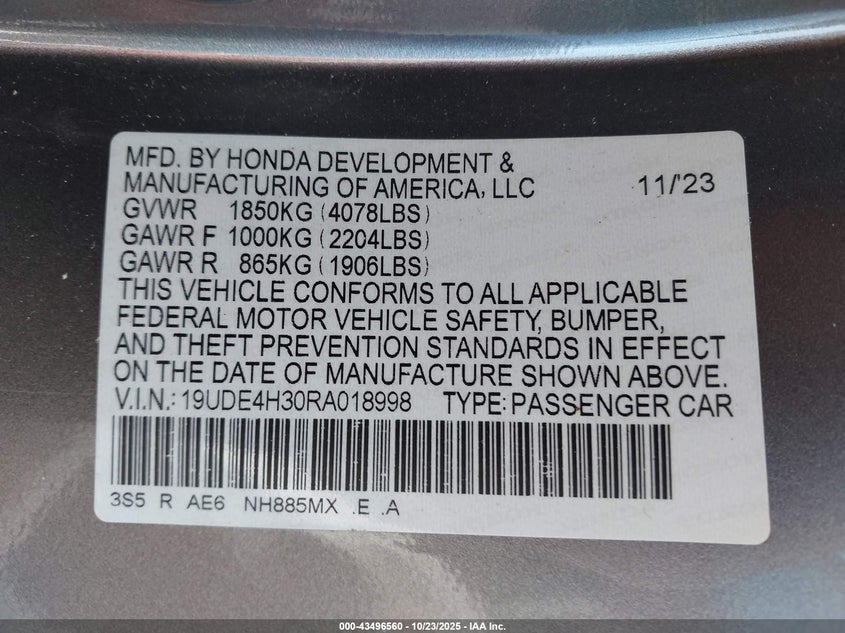 MFD. BY HONDA DEVELOPMENT &
MANUFACTURING OF AMERICA, LLC 11/'23
GVWR 1850KG (4078LBS)
GAWR F 1000KG (2204LBS)
GAWR R 865KG (1906LBS)
THIS VEHICLE CONFORMS TO ALL APPLICABLE
FEDERAL MOTOR VEHICLE SAFETY, BUMPER,
AND THEFT PREVENTION STANDARDS IN EFFECT
ON THE DATE OF MANUFACTURE SHOWN ABOVE.
V.I.N.: 19UDE4H30RA018998 TYPE: PASSENGER CAR
3S5 R AE6 NH885MX .E .A
000-43496560 - 10/23/2025 - IAA Inc.